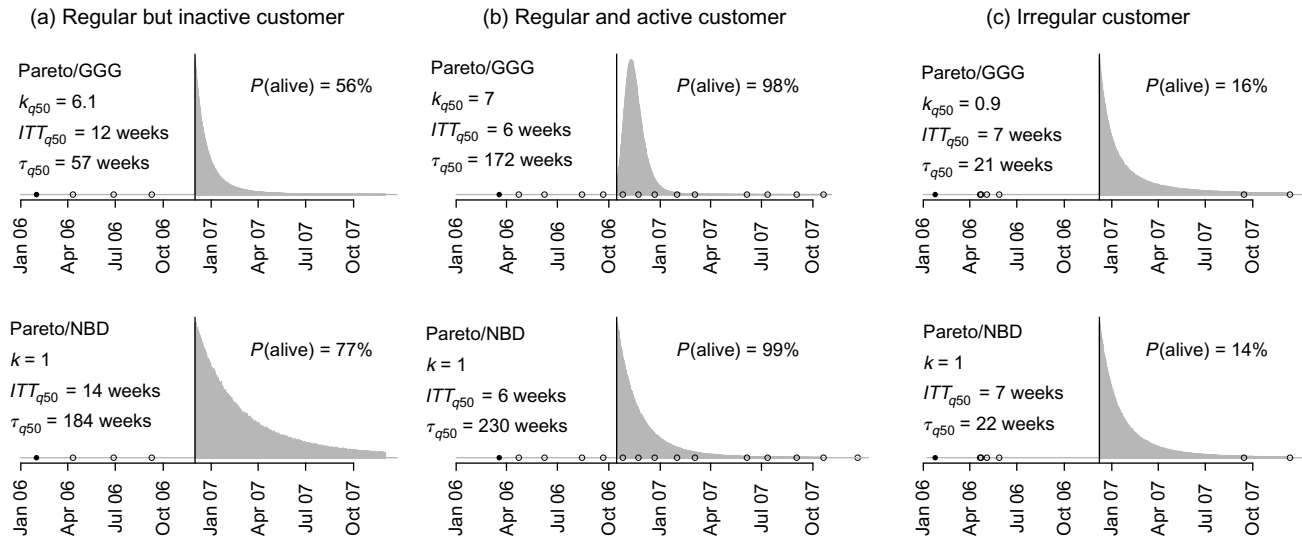 (a) Regular but inactive customer
Pareto/GGG
k_q50 = 6.1
ITT_q50 = 12 weeks
τ_q50 = 57 weeks
P(alive) = 56%
Jan 06
Apr 06
Jul 06
Oct 06
Jan 07
Apr 07
Jul 07
Oct 07
(b) Regular and active customer
Pareto/GGG
k_q50 = 7
ITT_q50 = 6 weeks
τ_q50 = 172 weeks
P(alive) = 98%
Jan 06
Apr 06
Jul 06
Oct 06
Jan 07
Apr 07
Jul 07
Oct 07
(c) Irregular customer
Pareto/GGG
k_q50 = 0.9
ITT_q50 = 7 weeks
τ_q50 = 21 weeks
P(alive) = 16%
Jan 06
Apr 06
Jul 06
Oct 06
Jan 07
Apr 07
Jul 07
Oct 07
Pareto/NBD
k = 1
ITT_q50 = 14 weeks
τ_q50 = 184 weeks
P(alive) = 77%
Jan 06
Apr 06
Jul 06
Oct 06
Jan 07
Apr 07
Jul 07
Oct 07
Pareto/NBD
k = 1
ITT_q50 = 6 weeks
τ_q50 = 230 weeks
P(alive) = 99%
Jan 06
Apr 06
Jul 06
Oct 06
Jan 07
Apr 07
Jul 07
Oct 07
Pareto/NBD
k = 1
ITT_q50 = 7 weeks
τ_q50 = 22 weeks
P(alive) = 14%
Jan 06
Apr 06
Jul 06
Oct 06
Jan 07
Apr 07
Jul 07
Oct 07